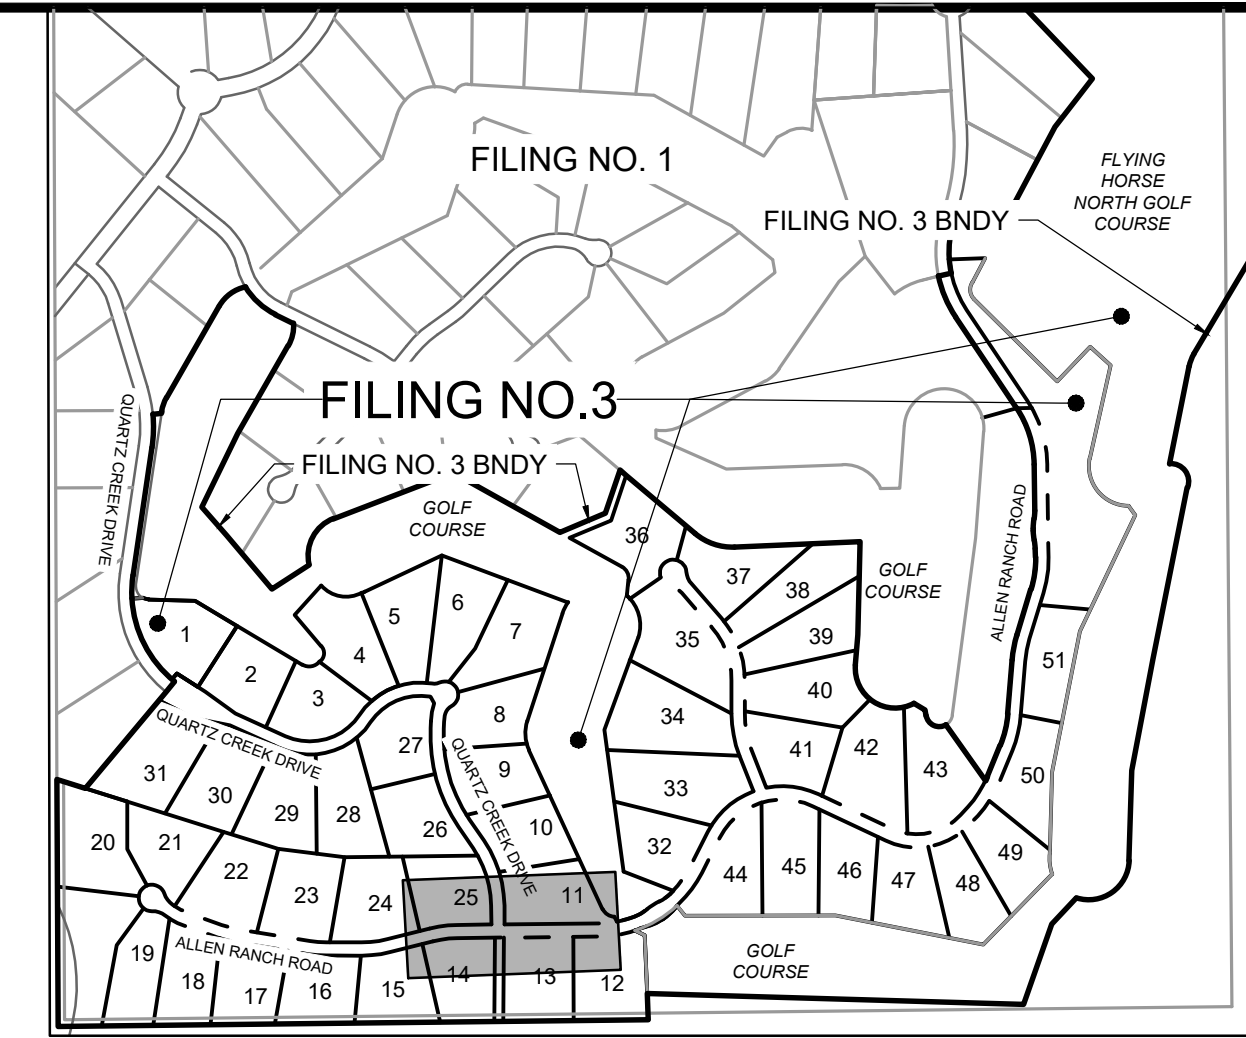 FILING NO. 1
FLYING
HORSE
NORTH GOLF
COURSE
FILING NO. 3 BNDY
FILING NO.3
QUARTZ CREEK DRIVE
FILING NO. 3 BNDY
GOLF
COURSE
36
ALLEN RANCH ROAD
37
38
GOLF
COURSE
5
6
7
1
35
39
4
2
3
51
40
8
34
27
41
42
QUARTZ CREEK DRIVE
QUARTZ CREEK DRIVE
9
43
50
31
30
33
29
28
26
10
20
21
32
49
22
44
45
46
47
48
23
24
25
11
19
ALLEN RANCH ROAD
GOLF
COURSE
18
17
16
15
14
13
12